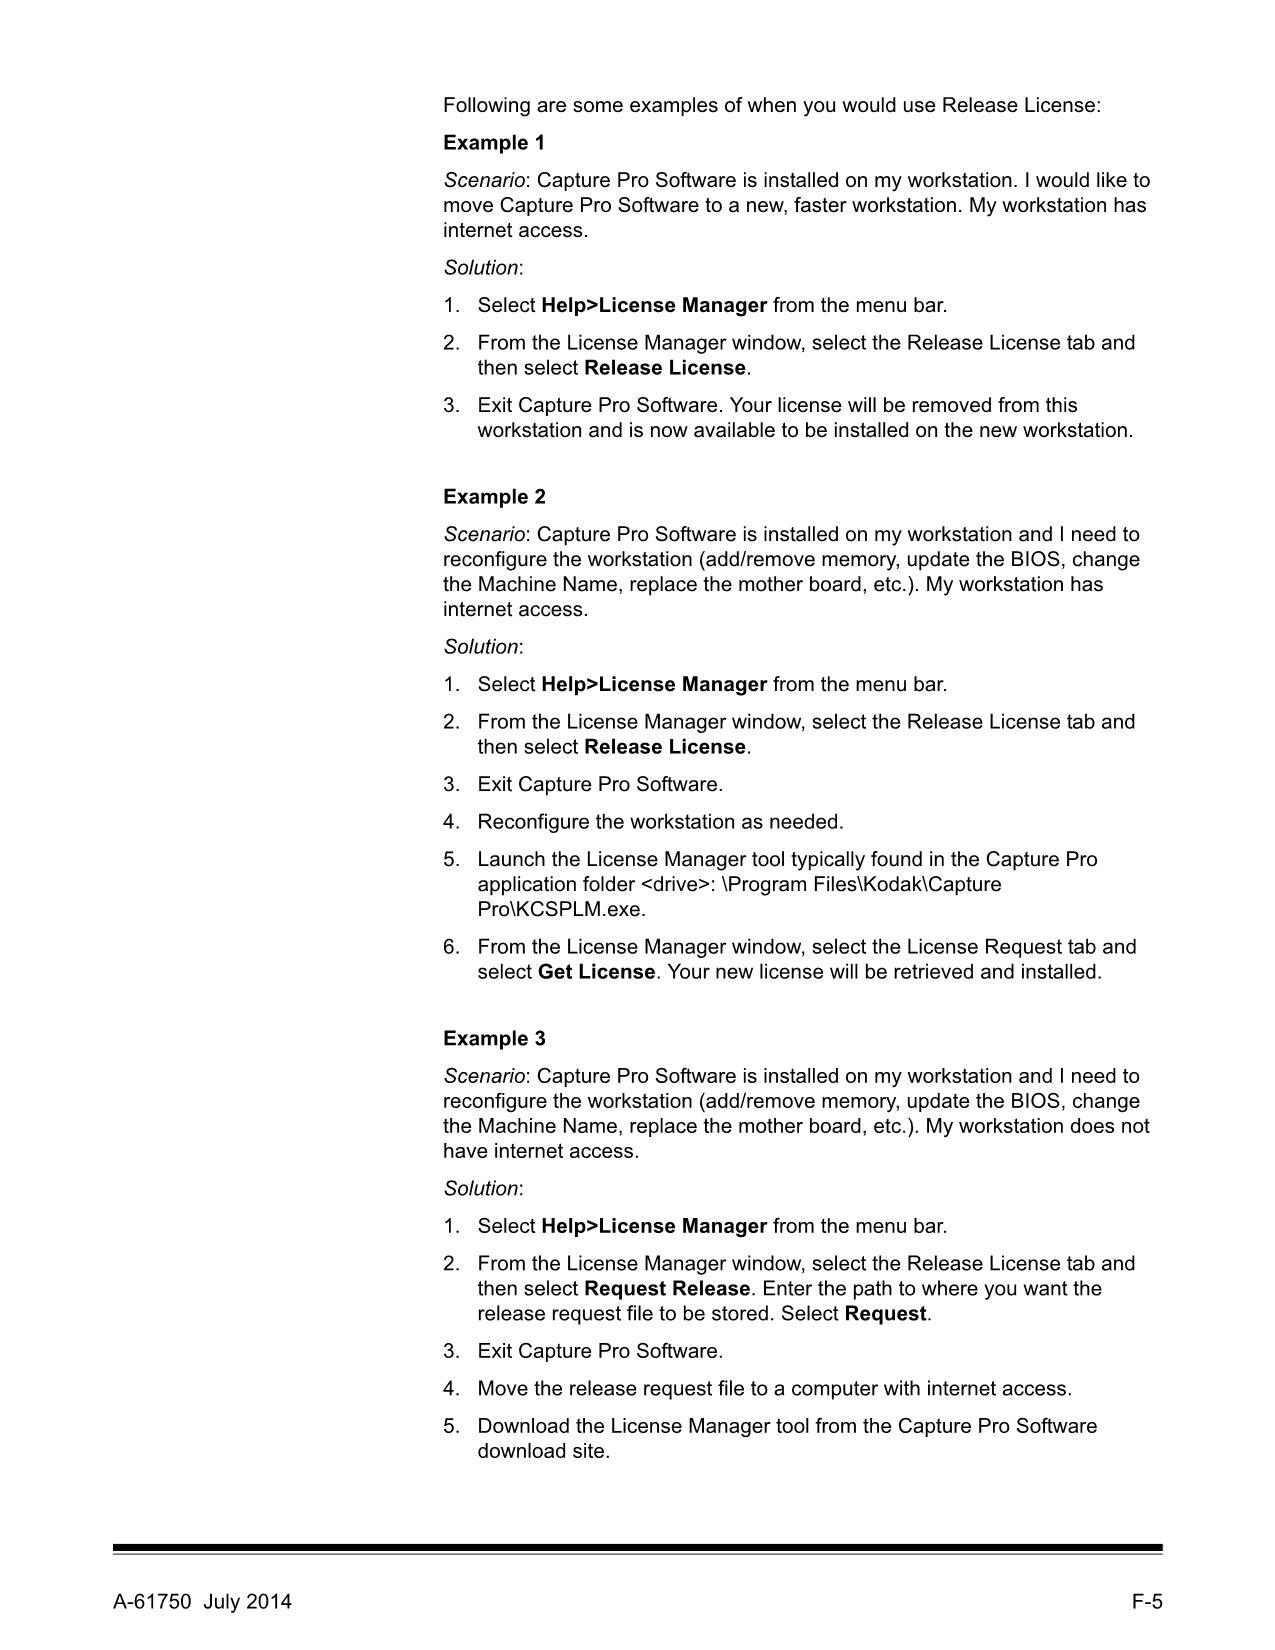 Following are some examples of when you would use Release License:
Example 1
Scenario: Capture Pro Software is installed on my workstation. I would like to
move Capture Pro Software to a new, faster workstation. My workstation has
internet access.
Solution:
1. Select Help>License Manager from the menu bar.
2. From the License Manager window, select the Release License tab and
then select Release License.
3. Exit Capture Pro Software. Your license will be removed from this
workstation and is now available to be installed on the new workstation.
Example 2
Scenario: Capture Pro Software is installed on my workstation and I need to
reconfigure the workstation (add/remove memory, update the BIOS, change
the Machine Name, replace the mother board, etc.). My workstation has
internet access.
Solution:
1. Select Help>License Manager from the menu bar.
2. From the License Manager window, select the Release License tab and
then select Release License.
3. Exit Capture Pro Software.
4. Reconfigure the workstation as needed.
5. Launch the License Manager tool typically found in the Capture Pro
application folder <drive>: \Program Files\Kodak\Capture
Pro\KCSPLM.exe.
6. From the License Manager window, select the License Request tab and
select Get License. Your new license will be retrieved and installed.
Example 3
Scenario: Capture Pro Software is installed on my workstation and I need to
reconfigure the workstation (add/remove memory, update the BIOS, change
the Machine Name, replace the mother board, etc.). My workstation does not
have internet access.
Solution:
1. Select Help>License Manager from the menu bar.
2. From the License Manager window, select the Release License tab and
then select Request Release. Enter the path to where you want the
release request file to be stored. Select Request.
3. Exit Capture Pro Software.
4. Move the release request file to a computer with internet access.
5. Download the License Manager tool from the Capture Pro Software
download site.
A-61750 July 2014 F-5